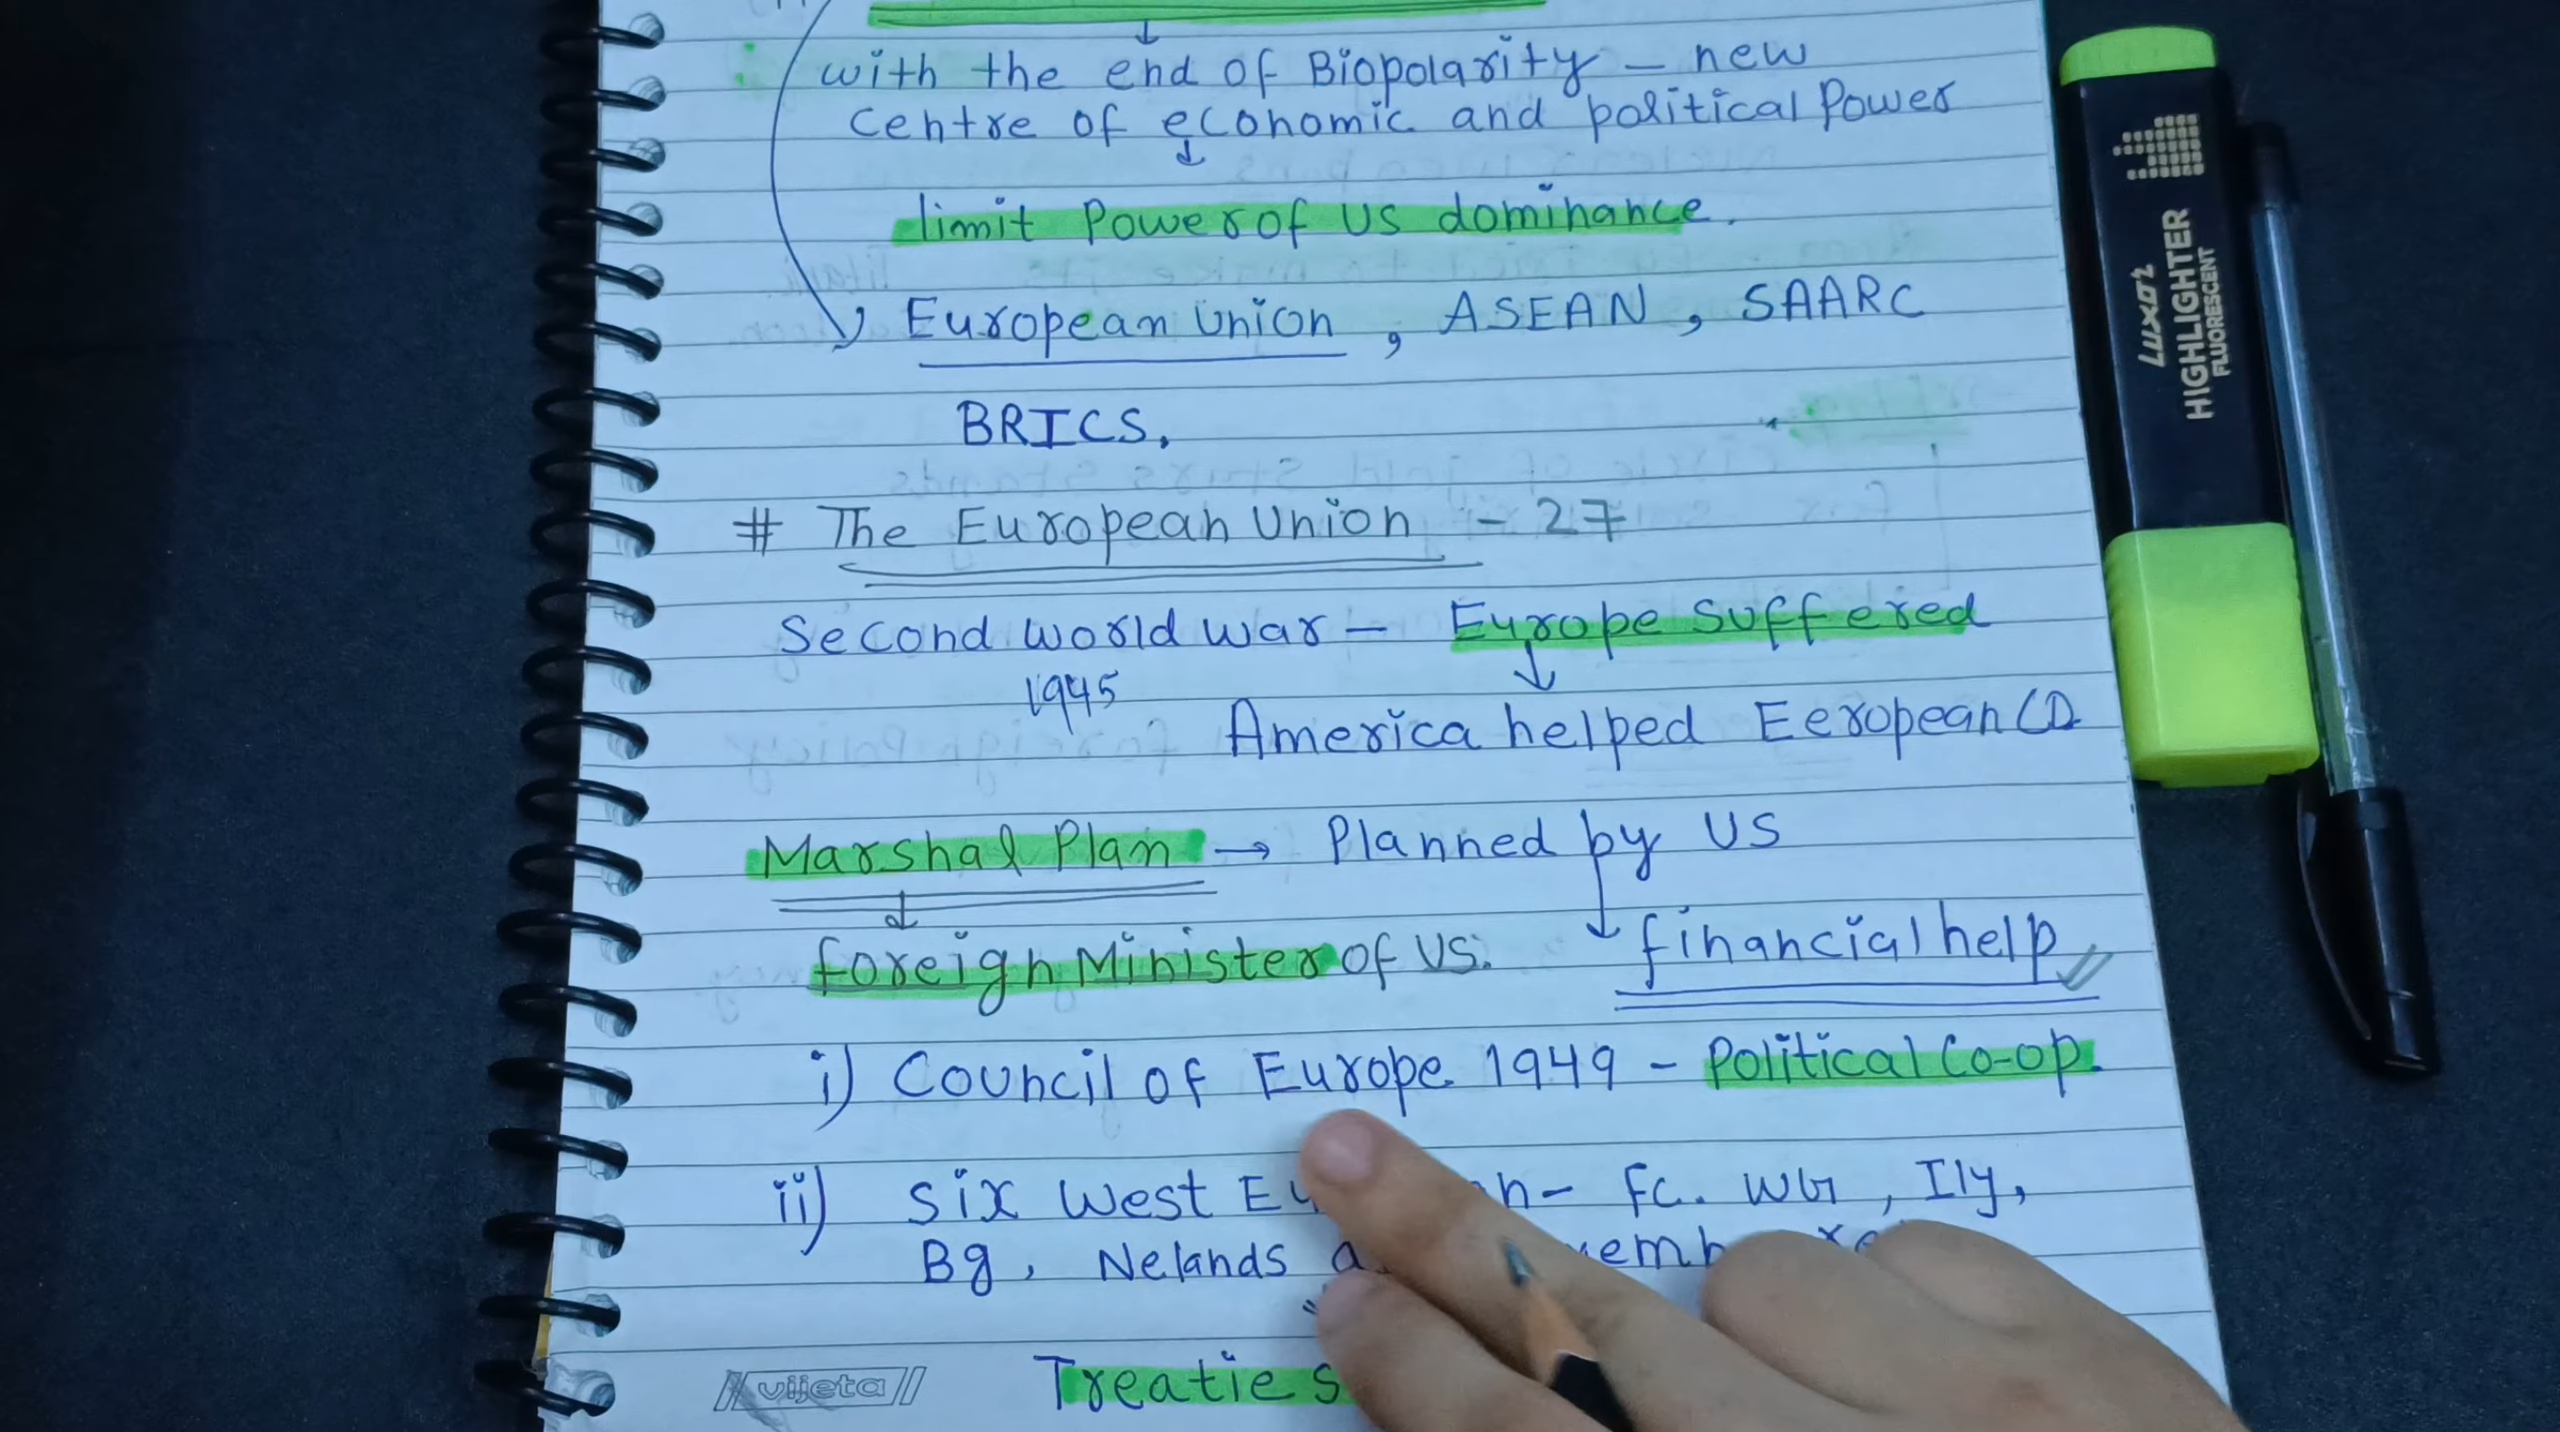 with the end of Biopolarity – new
centre of economic and political Power
limit Power of US dominance.
European Union, ASEAN, SAARC
BRICS,
# The European Union – 27
Second world war – Europe suffered
1945
America helped Eeropean
Marshal Plan → Planned by US
foreign Minister of US.
financial help
i) Council of Europe 1949 – Political Co-op.
ii) six West – Fc. WG, Ily,
Bg, Nelands
Treaties
vijeta
LUXOR
HIGHLIGHTER
FLUORESCENT